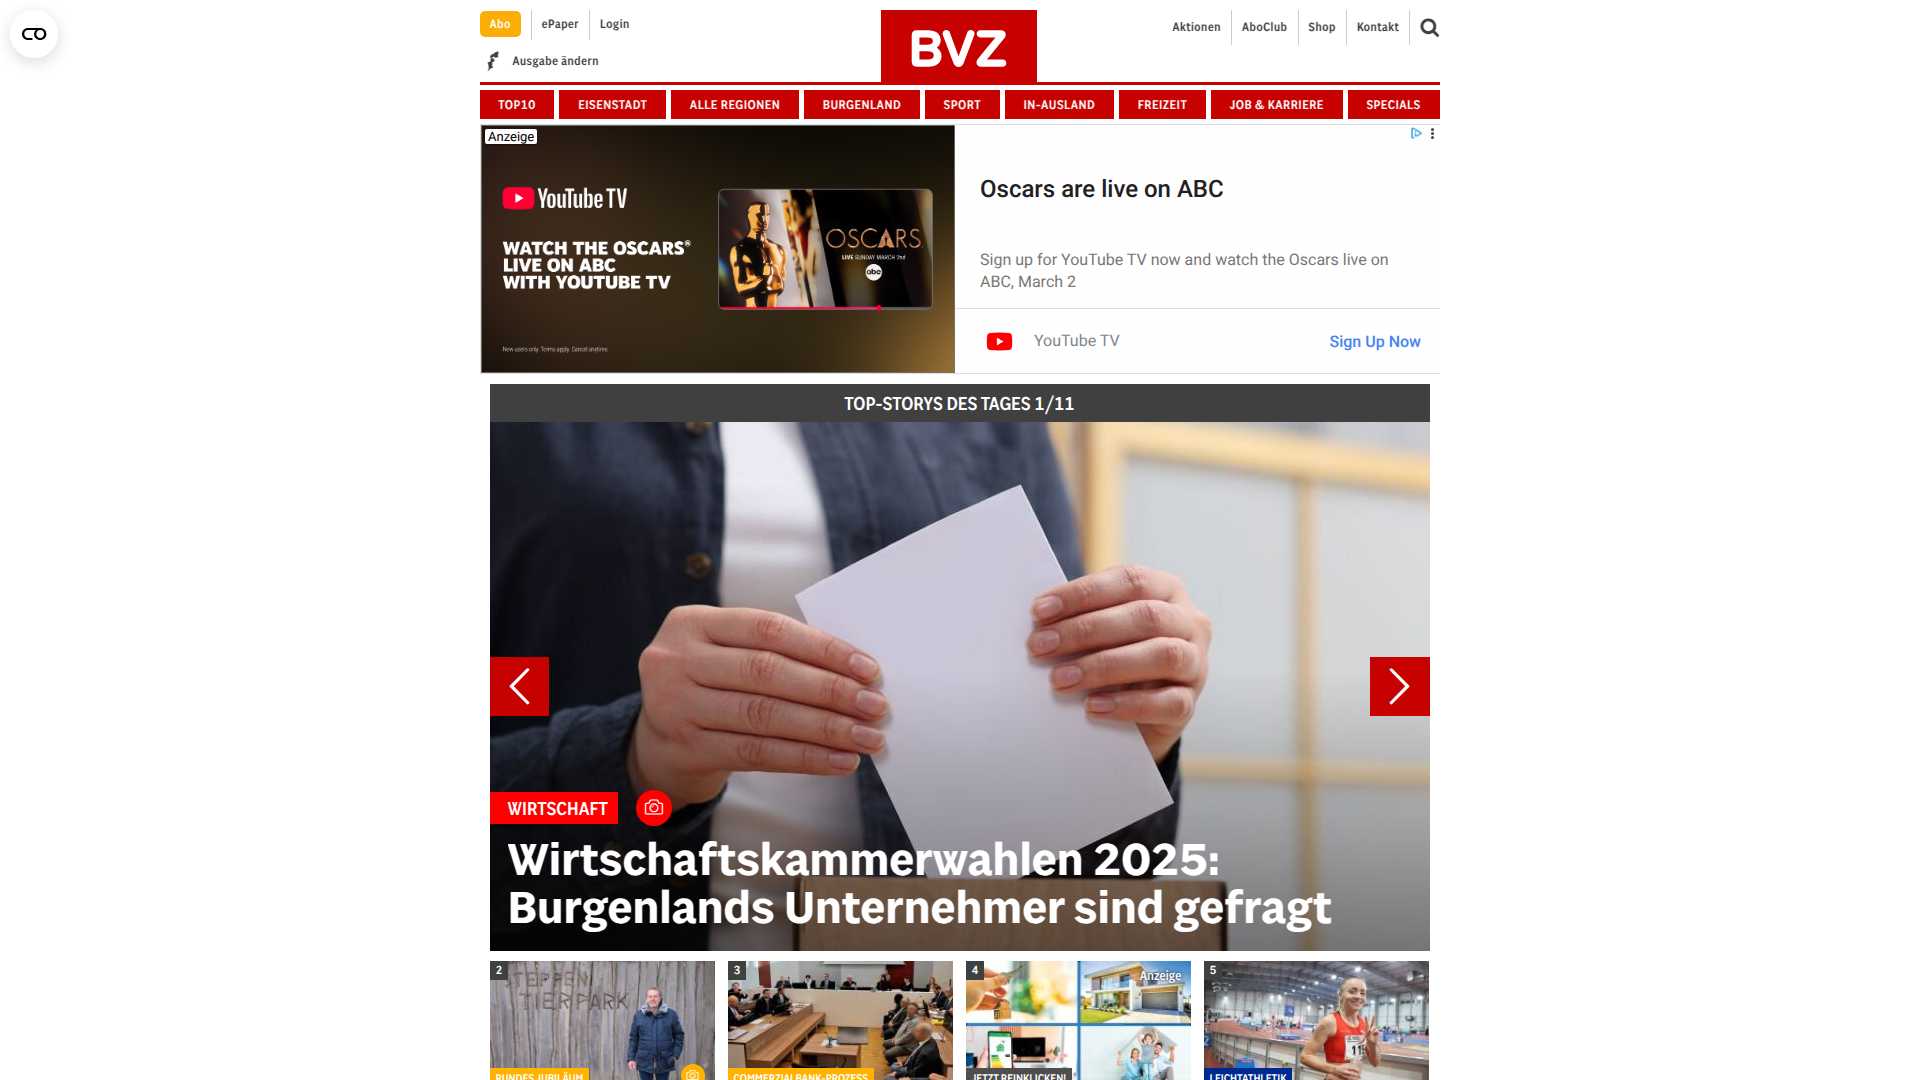 Abo
ePaper
Login
Ausgabe ändern
BVZ
Aktionen
AboClub
Shop
Kontakt
TOP10
EISENSTADT
ALLE REGIONEN
BURGENLAND
SPORT
IN-AUSLAND
FREIZEIT
JOB & KARRIERE
SPECIALS
Anzeige
YouTube TV
WATCH THE OSCARS®
LIVE ON ABC
WITH YOUTUBE TV
OSCARS
LIVE SUNDAY MARCH 2nd
abc
New users only. Terms apply. Cancel anytime.
Oscars are live on ABC
Sign up for YouTube TV now and watch the Oscars live on
ABC, March 2
YouTube TV
Sign Up Now
TOP-STORYS DES TAGES 1/11
WIRTSCHAFT
Wirtschaftskammerwahlen 2025:
Burgenlands Unternehmer sind gefragt
2
STEPPEN
TIERPARK
RUNDES JUBILÄUM
3
COMMERZIALBANK-PROZESS
4
Anzeige
JETZT REINKLICKEN!
5
11
LEICHTATHLETIK